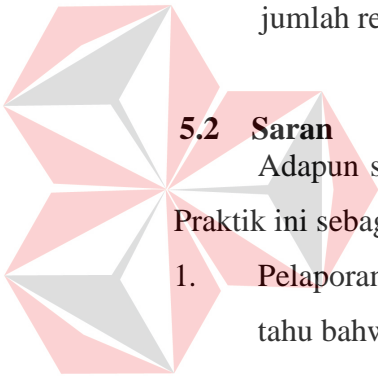 jumlah re
5.2 Saran
Adapun s
Praktik ini sebag
1. Pelaporan
tahu bahw